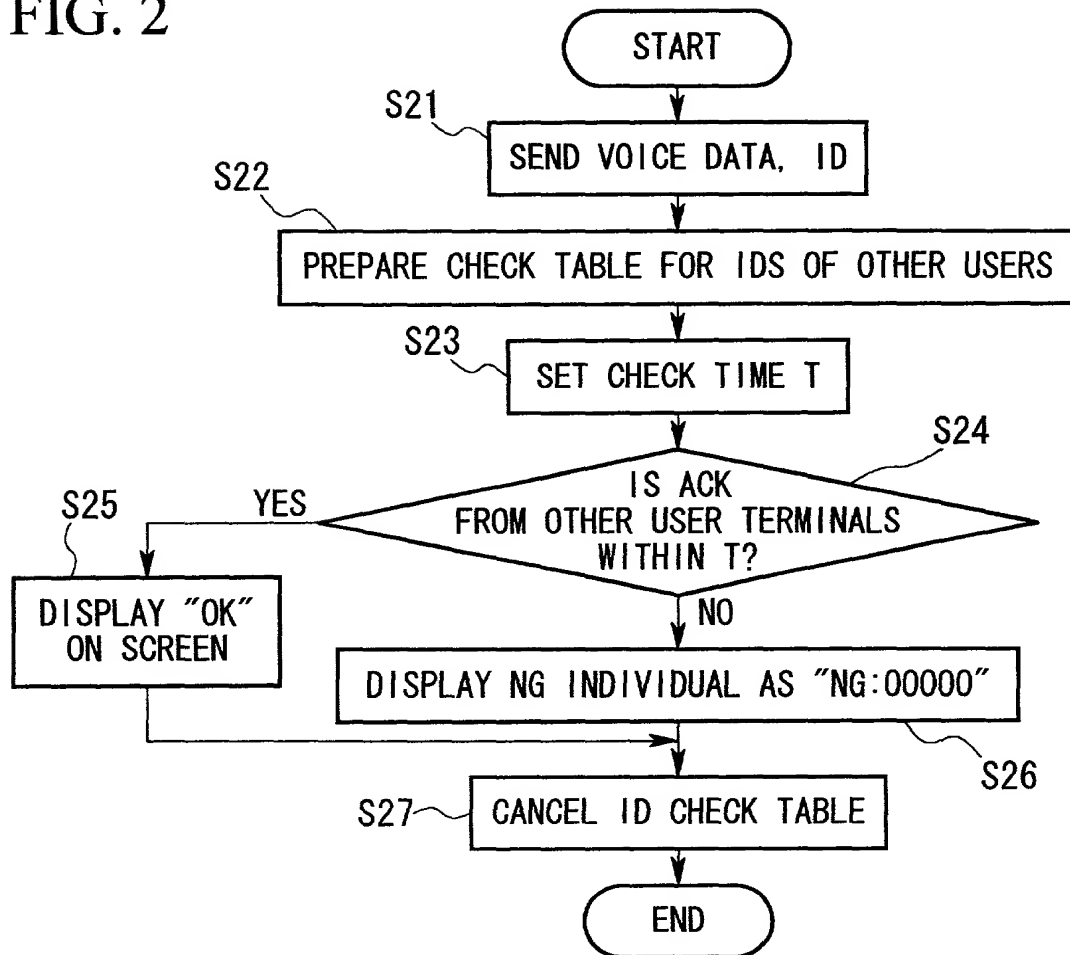 FIG. 2
START
S21
SEND VOICE DATA, ID
S22
PREPARE CHECK TABLE FOR IDS OF OTHER USERS
S23
SET CHECK TIME T
S24
IS ACK
FROM OTHER USER TERMINALS
WITHIN T?
YES
S25
DISPLAY "OK"
ON SCREEN
NO
DISPLAY NG INDIVIDUAL AS "NG:00000"
S26
S27
CANCEL ID CHECK TABLE
END